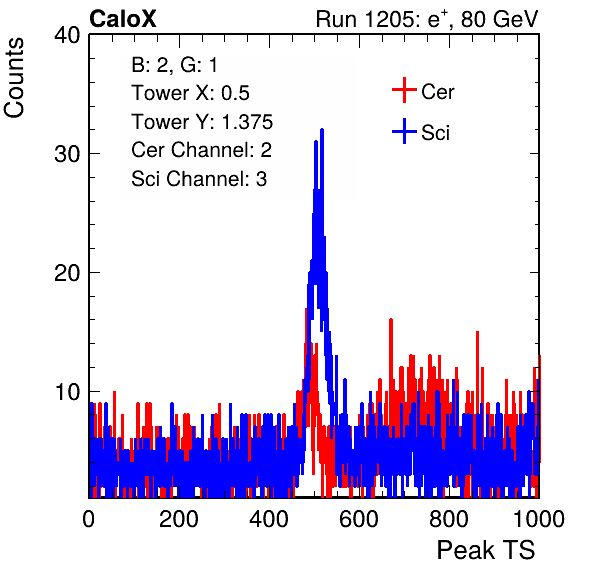 CaloX Run 1205: e⁺, 80 GeV
Counts
40
30
20
10
B: 2, G: 1
Tower X: 0.5
Tower Y: 1.375
Cer Channel: 2
Sci Channel: 3
Cer
Sci
0 200 400 600 800 1000
Peak TS